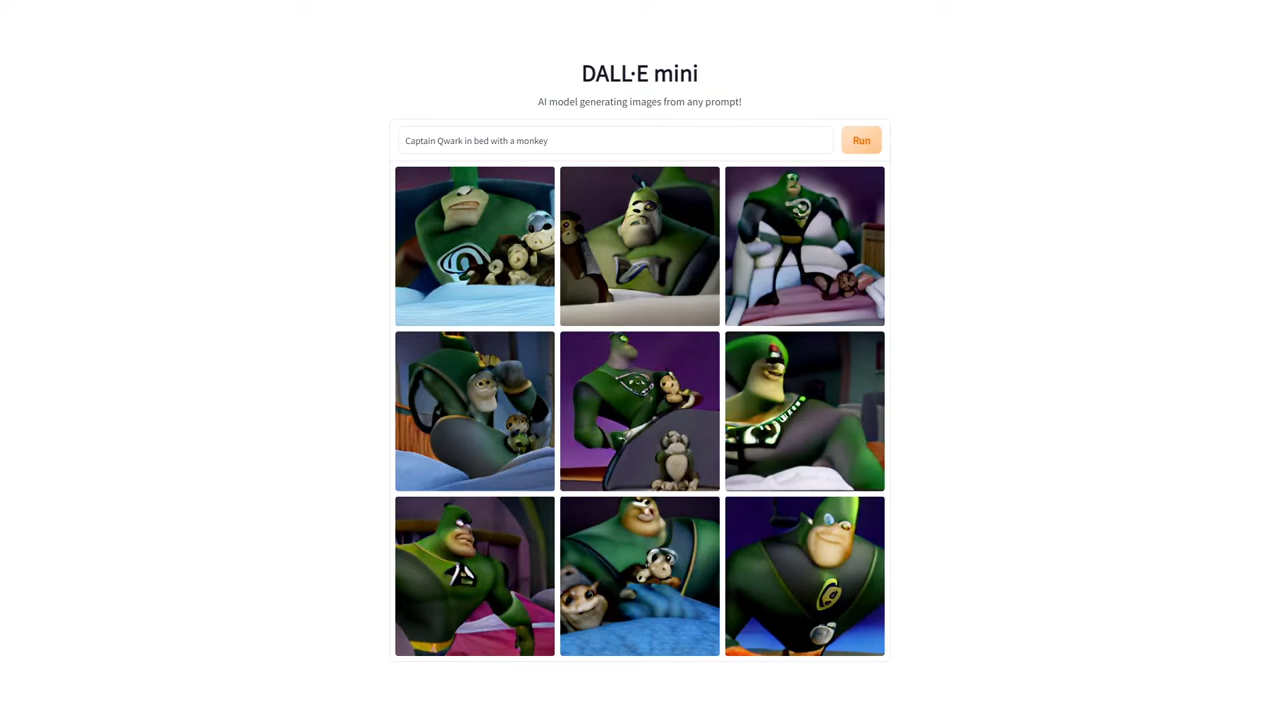 DALL·E mini
AI model generating images from any prompt!
Captain Qwark in bed with a monkey
Run